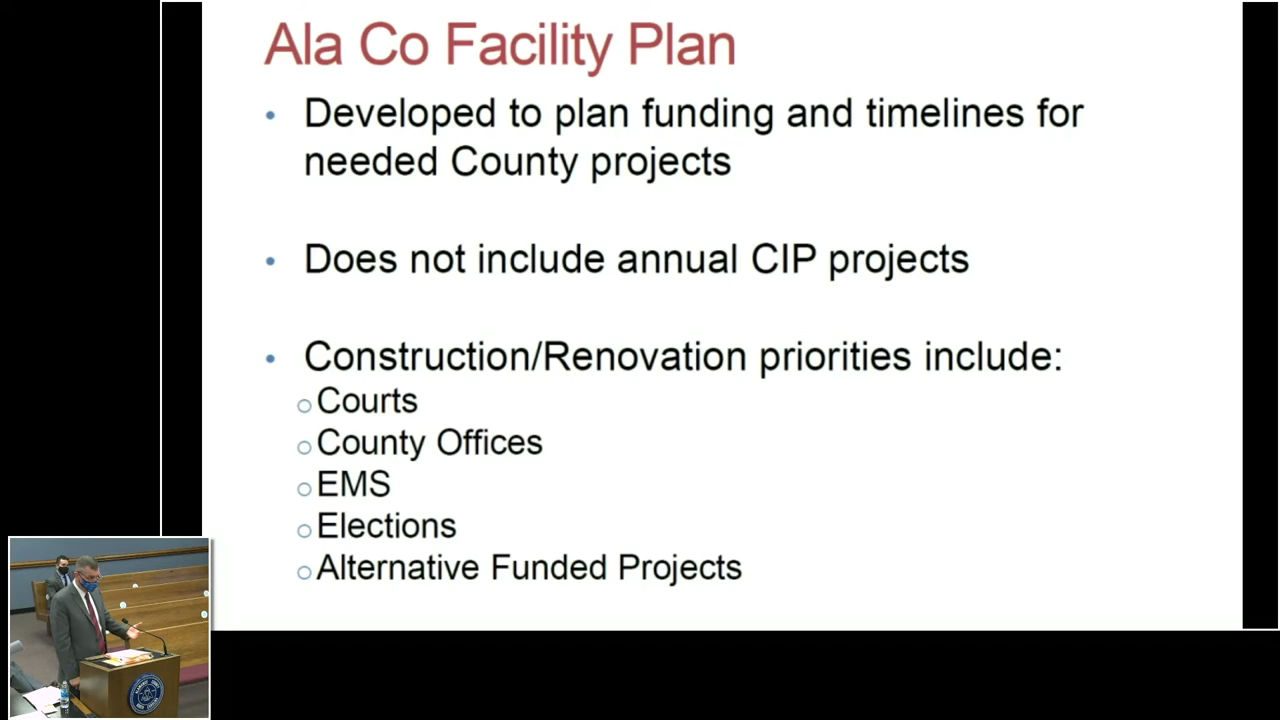 Ala Co Facility Plan
• Developed to plan funding and timelines for
needed County projects
• Does not include annual CIP projects
• Construction/Renovation priorities include:
○ Courts
○ County Offices
○ EMS
○ Elections
○ Alternative Funded Projects